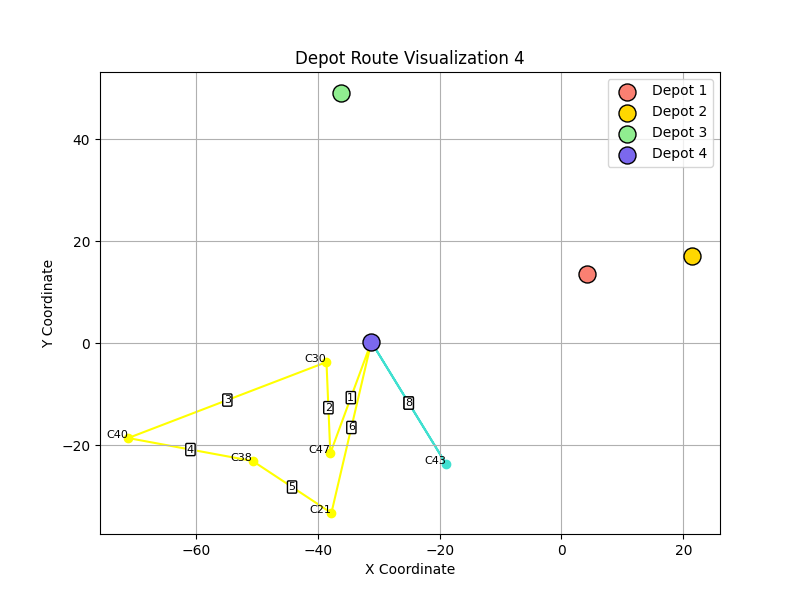 Depot Route Visualization 4
Depot 1
Depot 2
Depot 3
Depot 4
40
20
0
−20
Y Coordinate
C30
3
2
1
8
6
C40
4
C38
C47
C43
5
C21
−60
−40
−20
0
20
X Coordinate